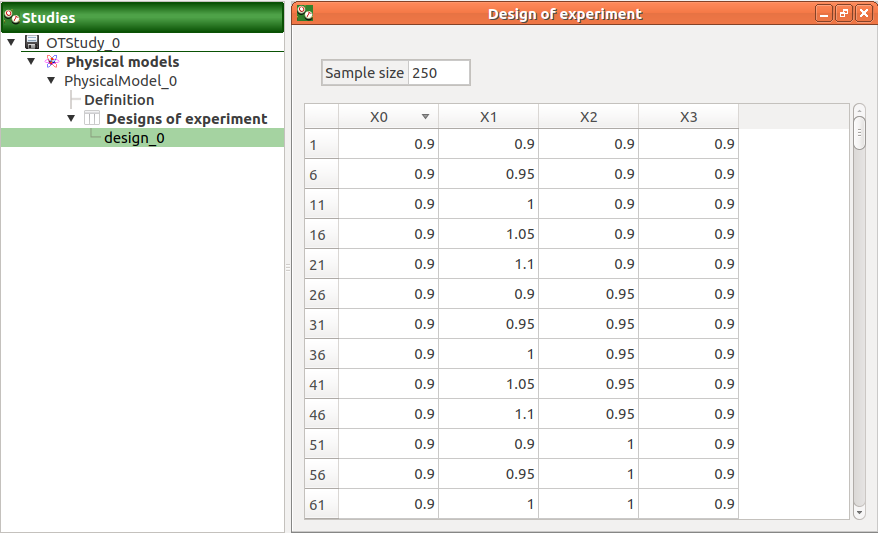 Studies
OTStudy_0
Physical models
PhysicalModel_0
Definition
Designs of experiment
design_0
Design of experiment
Sample size 250
X0 X1 X2 X3
1 0.9 0.9 0.9 0.9
6 0.9 0.95 0.9 0.9
11 0.9 1 0.9 0.9
16 0.9 1.05 0.9 0.9
21 0.9 1.1 0.9 0.9
26 0.9 0.9 0.95 0.9
31 0.9 0.95 0.95 0.9
36 0.9 1 0.95 0.9
41 0.9 1.05 0.95 0.9
46 0.9 1.1 0.95 0.9
51 0.9 0.9 1 0.9
56 0.9 0.95 1 0.9
61 0.9 1 1 0.9